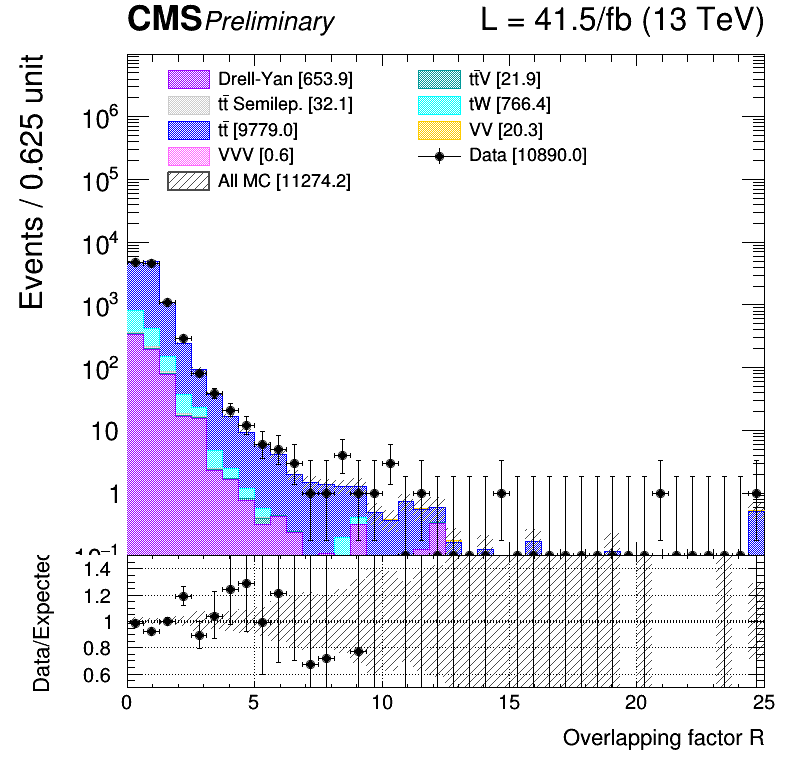 CMS Preliminary L = 41.5/fb (13 TeV)
Events / 0.625 unit
Drell-Yan [653.9]
tt̄ Semilep. [32.1]
tt̄ [9779.0]
VVV [0.6]
All MC [11274.2]
tt̄V [21.9]
tW [766.4]
VV [20.3]
Data [10890.0]
10⁶
10⁵
10⁴
10³
10²
10
1
10⁻¹
Data/Expected
1.4
1.2
1
0.8
0.6
0 5 10 15 20 25
Overlapping factor R